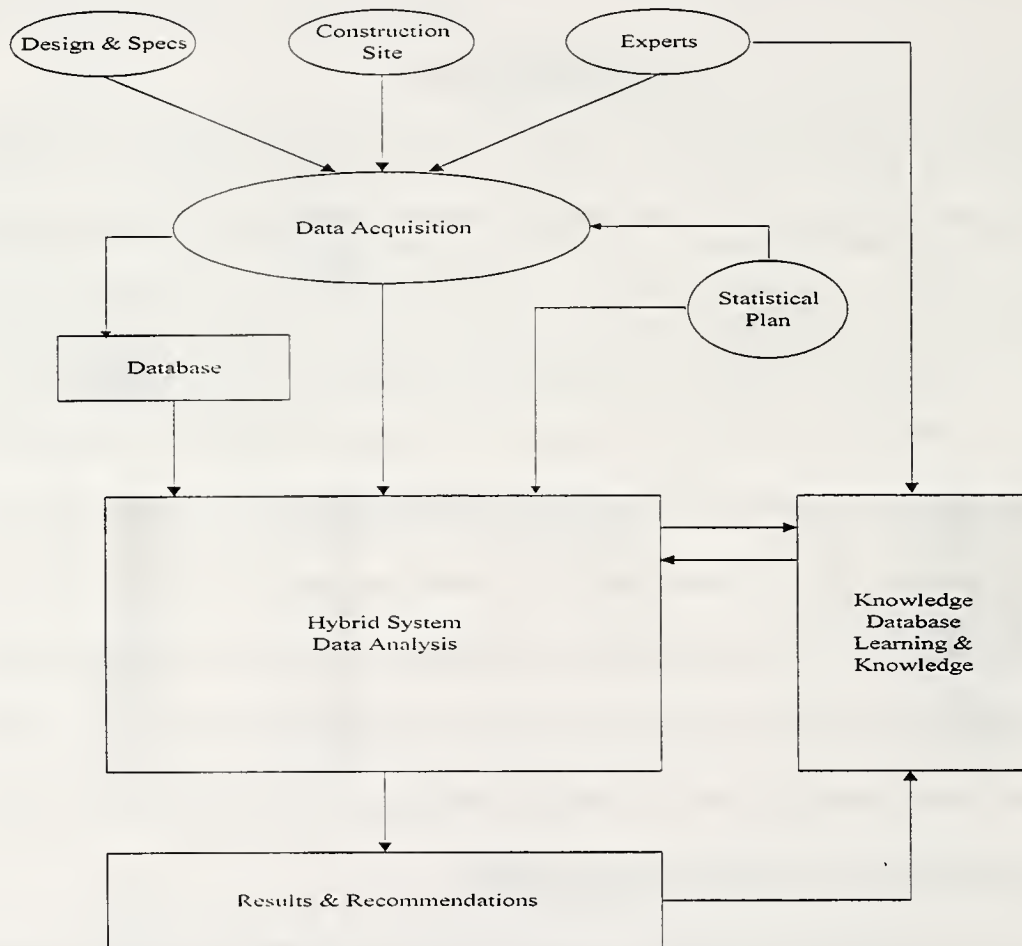 Design & Specs
Construction
Site
Experts
Data Acquisition
Statistical
Plan
Database
Hybrid System
Data Analysis
Knowledge
Database
Learning &
Knowledge
Results & Recommendations